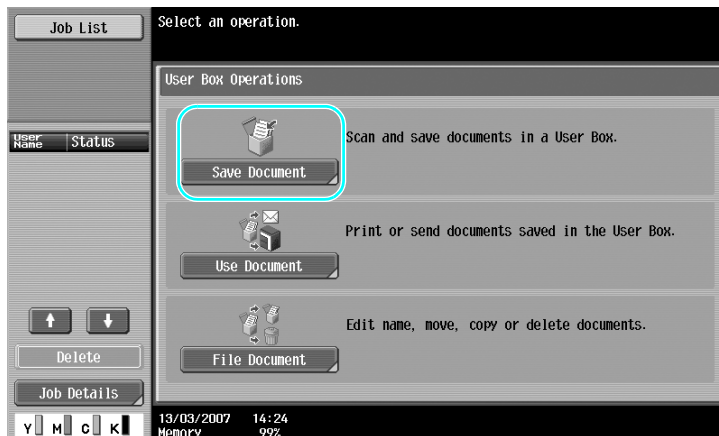 Job List
Select an operation.
User Box Operations
User Name Status
Scan and save documents in a User Box.
Save Document
Print or send documents saved in the User Box.
Use Document
Edit name, move, copy or delete documents.
File Document
Delete
Job Details
Y M C K
13/03/2007 14:24
Memory 99%